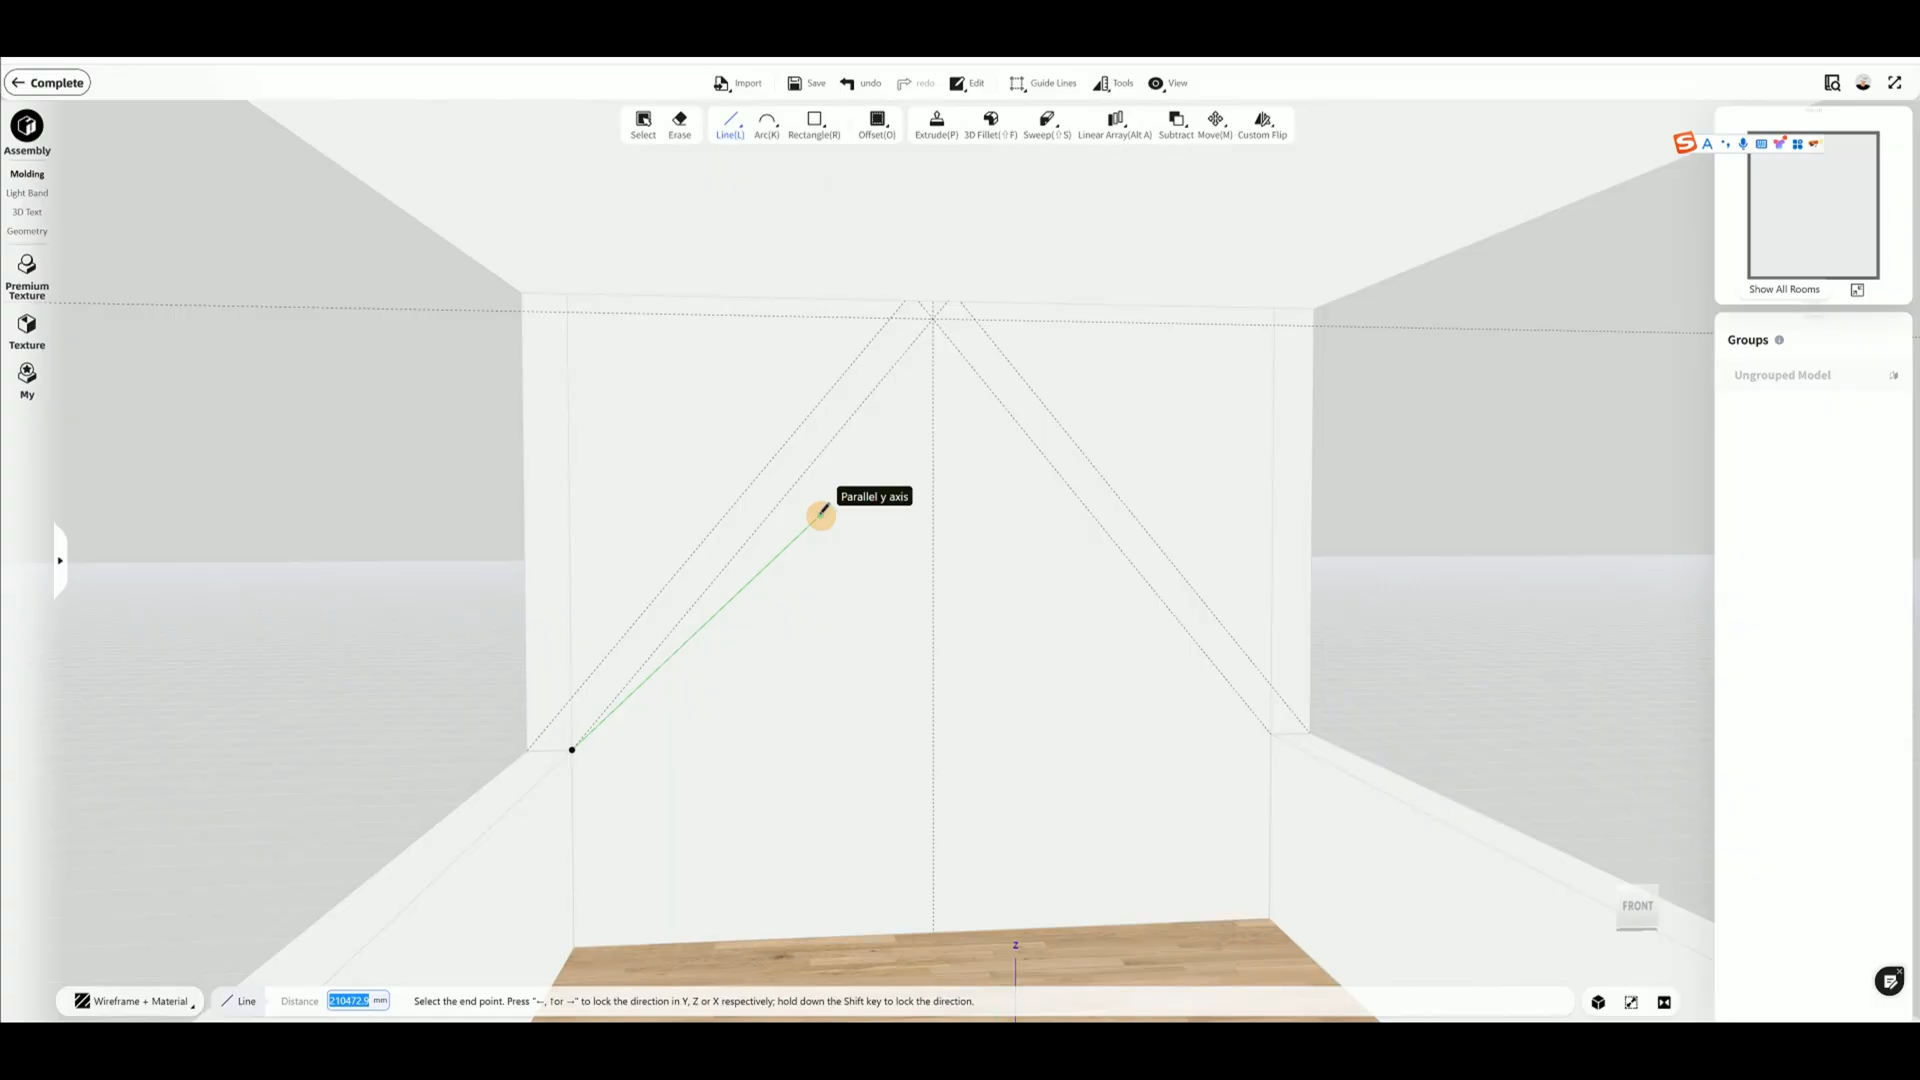 Complete
Import
Save
undo
redo
Edit
Guide Lines
Tools
View
Select
Erase
Line(L)
Arc(K)
Rectangle(R)
Offset(O)
Extrude(P)
3D Fillet(⇧F)
Sweep(⇧S)
Linear Array(Alt A)
Subtract
Move(M)
Custom Flip
Assembly
Molding
Light Band
3D Text
Geometry
Premium
Texture
Texture
My
A
Show All Rooms
Groups
Ungrouped Model
Parallel y axis
FRONT
z
Wireframe + Material
Line
Distance
210472.9 mm
Select the end point. Press "←, ↑or →" to lock the direction in Y, Z or X respectively; hold down the Shift key to lock the direction.